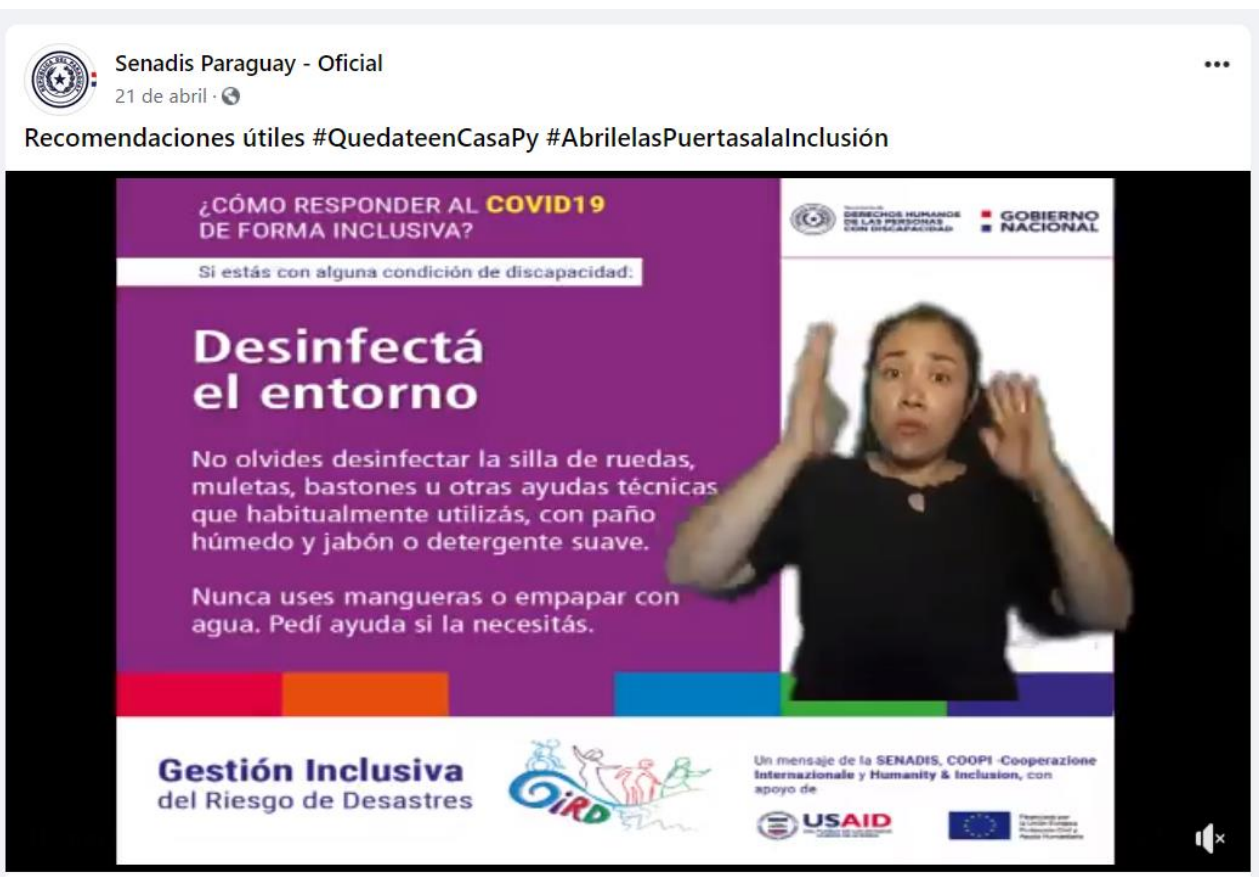 Senadis Paraguay - Oficial
21 de abril
Recomendaciones útiles #QuedateenCasaPy #AbrilelasPuertasalaInclusión
¿CÓMO RESPONDER AL COVID19
DE FORMA INCLUSIVA?
Si estás con alguna condición de discapacidad:
DERECHOS HUMANOS
DE LAS PERSONAS
CON DISCAPACIDAD
GOBIERNO
NACIONAL
Desinfectá
el entorno
No olvides desinfectar la silla de ruedas,
muletas, bastones u otras ayudas técnicas
que habitualmente utilizás, con paño
húmedo y jabón o detergente suave.
Nunca uses mangueras o empapar con
agua. Pedí ayuda si la necesitás.
Gestión Inclusiva
del Riesgo de Desastres
GiRD
Un mensaje de la SENADIS, COOPI -Cooperazione
Internazionale y Humanity & Inclusion, con
apoyo de
USAID